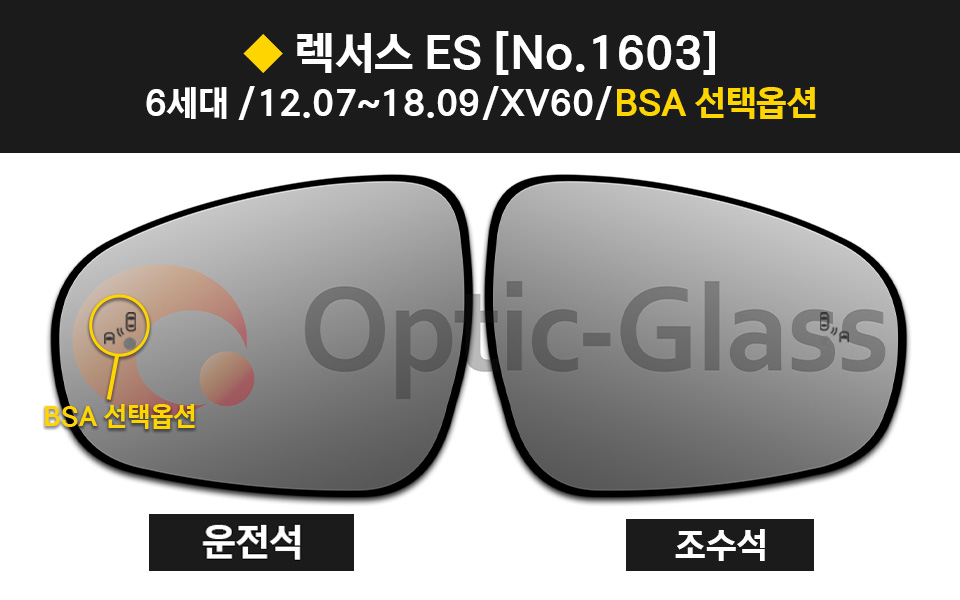 ◆ 렉서스 ES [No.1603]
6세대 /12.07~18.09/XV60/BSA 선택옵션
Optic-Glass
A
A
BSA 선택옵션
운전석
조수석